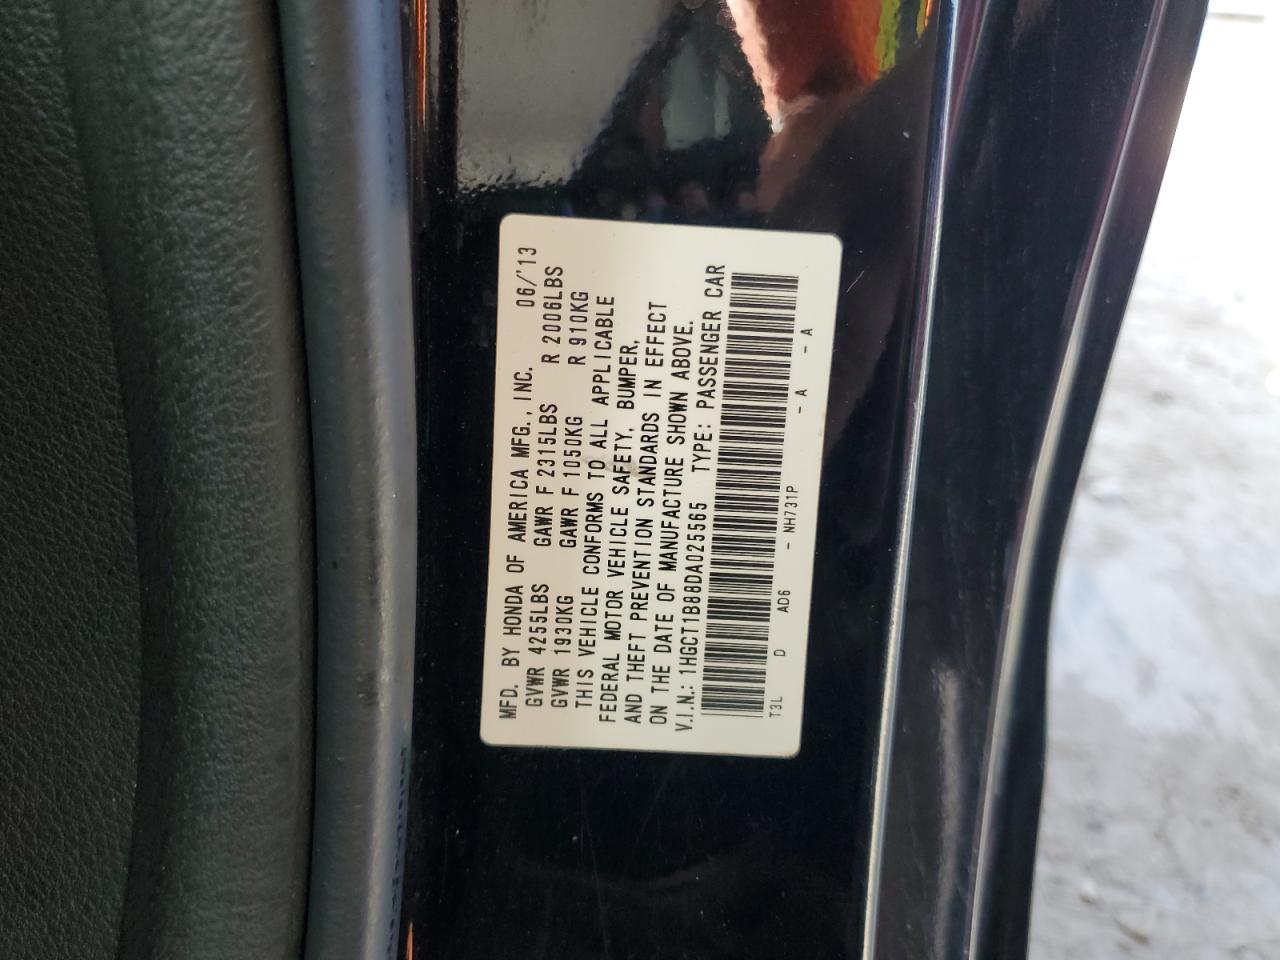 MFD. BY HONDA OF AMERICA MFG., INC. 06/'13
GVWR 4255LBS GAWR F 2315LBS R 2006LBS
GVWR 1930KG GAWR F 1050KG R 910KG
THIS VEHICLE CONFORMS TO ALL APPLICABLE
FEDERAL MOTOR VEHICLE SAFETY, BUMPER,
AND THEFT PREVENTION STANDARDS IN EFFECT
ON THE DATE OF MANUFACTURE SHOWN ABOVE.
V.I.N.: 1HGCT1B88DA025565 TYPE: PASSENGER CAR
T3L D AD6 - NH731P - A - A